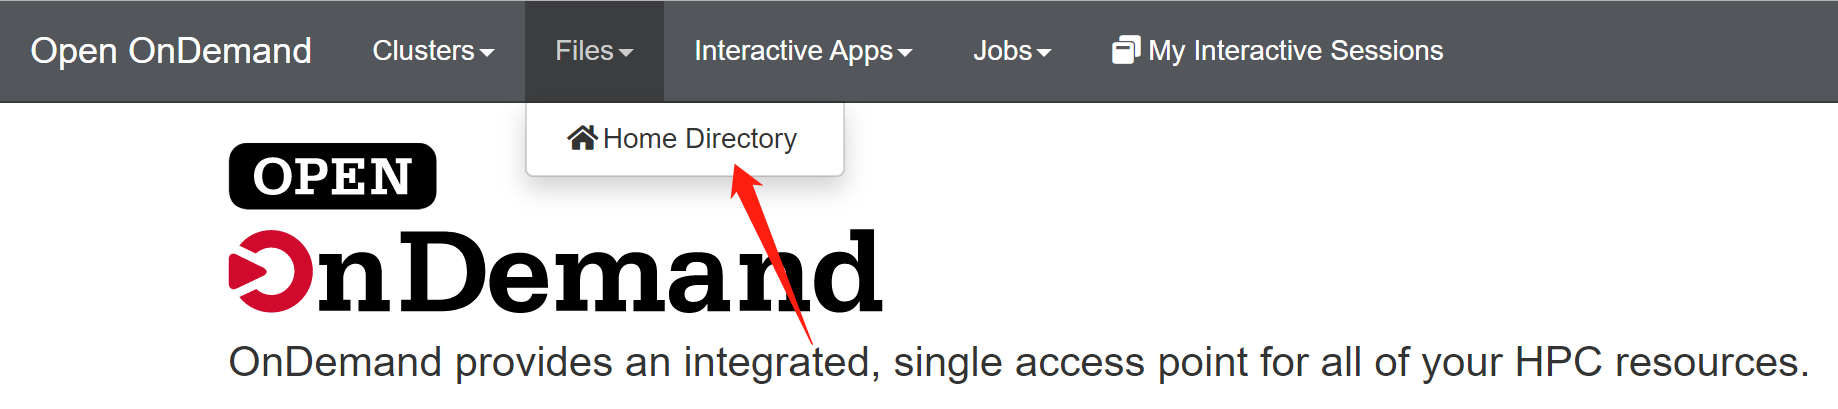 Open OnDemand Clusters Files Interactive Apps Jobs My Interactive Sessions
Home Directory
OPEN
OnDemand
OnDemand provides an integrated, single access point for all of your HPC resources.